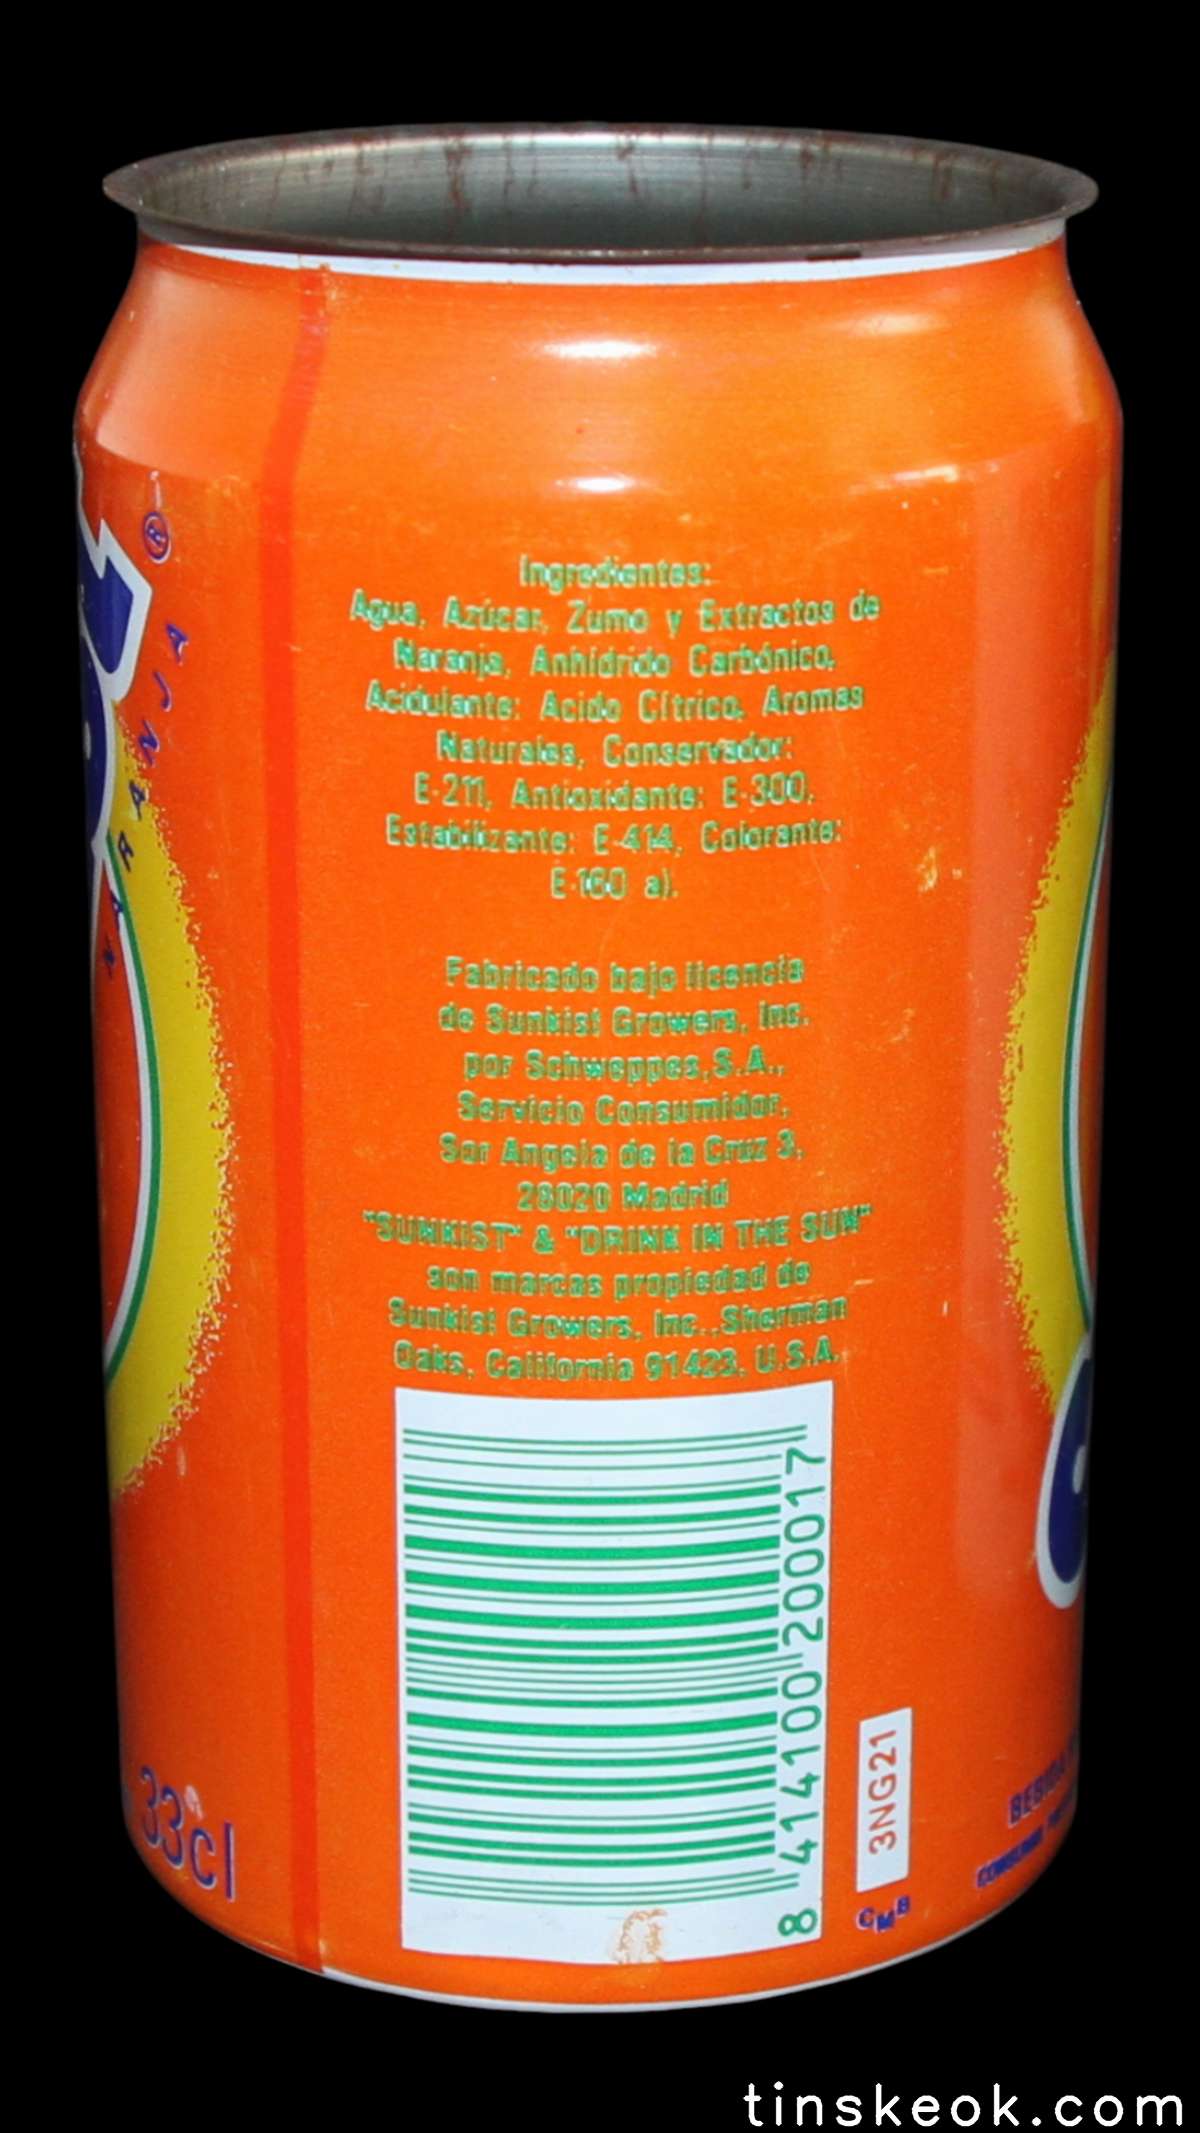 ®
NARANJA
Ingredientes:
Agua, Azúcar, Zumo y Extractos de
Naranja, Anhídrido Carbónico,
Acidulante: Acido Cítrico, Aromas
Naturales, Conservador:
E-211, Antioxidante: E-300,
Estabilizante: E-414, Colorante:
E-160 a).
Fabricado bajo licencia
de Sunkist Growers, Inc.
por Schweppes,S.A.,
Servicio Consumidor,
Sor Angela de la Cruz 3,
28020 Madrid
"SUNKIST" & "DRINK IN THE SUN"
son marcas propiedad de
Sunkist Growers, Inc.,Sherman
Oaks, California 91423, U.S.A.
8 414100 200017
3NG21
CMB
33cl
BEBIDA
tinskeok.com